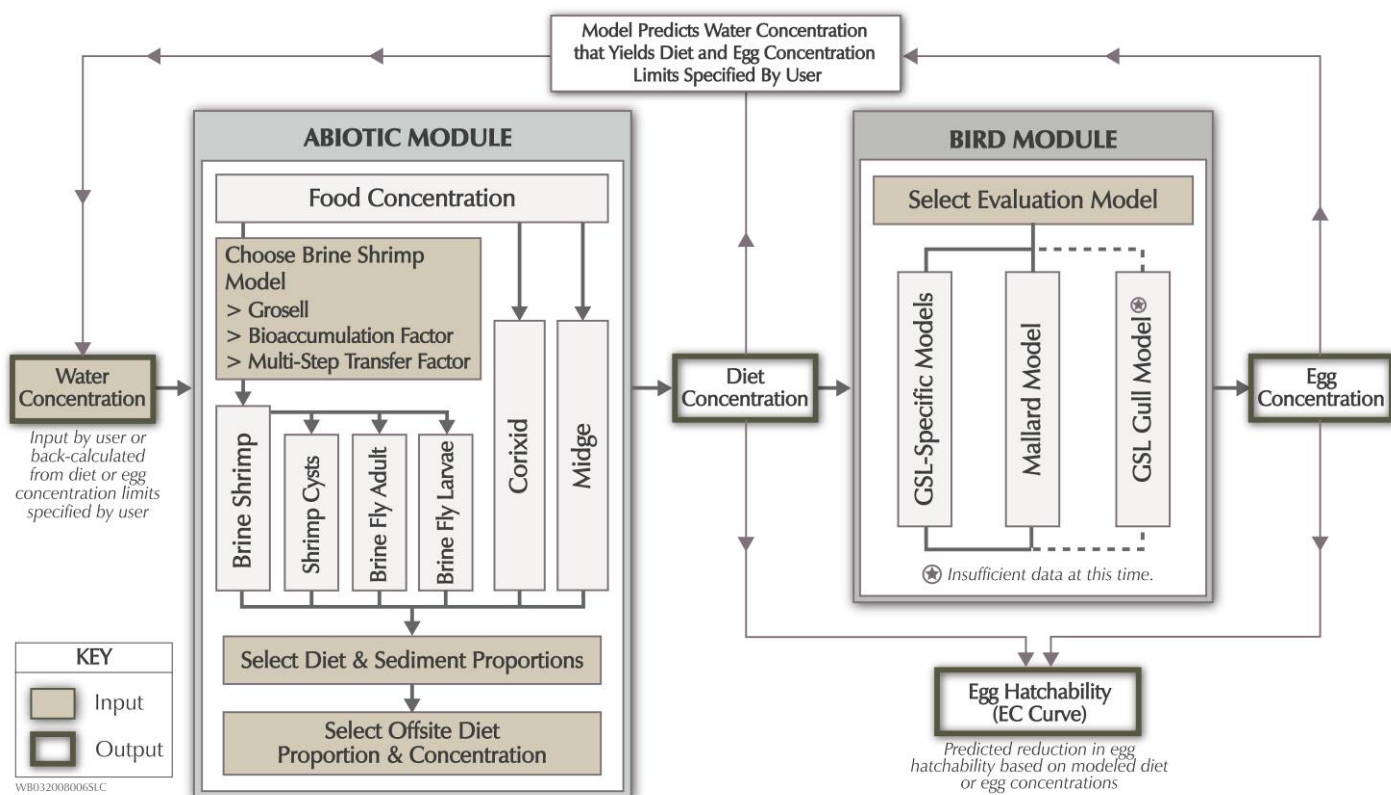 Model Predicts Water Concentration
that Yields Diet and Egg Concentration
Limits Specified By User
ABIOTIC MODULE
Food Concentration
Choose Brine Shrimp
Model
> Grosell
> Bioaccumulation Factor
> Multi-Step Transfer Factor
Brine Shrimp
Shrimp Cysts
Brine Fly Adult
Brine Fly Larvae
Corixid
Midge
Select Diet & Sediment Proportions
Select Offsite Diet
Proportion & Concentration
Water
Concentration
Input by user or
back-calculated
from diet or egg
concentration limits
specified by user
Diet
Concentration
BIRD MODULE
Select Evaluation Model
GSL-Specific Models
Mallard Model
GSL Gull Model
Insufficient data at this time.
Egg
Concentration
Egg Hatchability
(EC Curve)
Predicted reduction in egg
hatchability based on modeled diet
or egg concentrations
KEY
Input
Output
WB032008006SLC